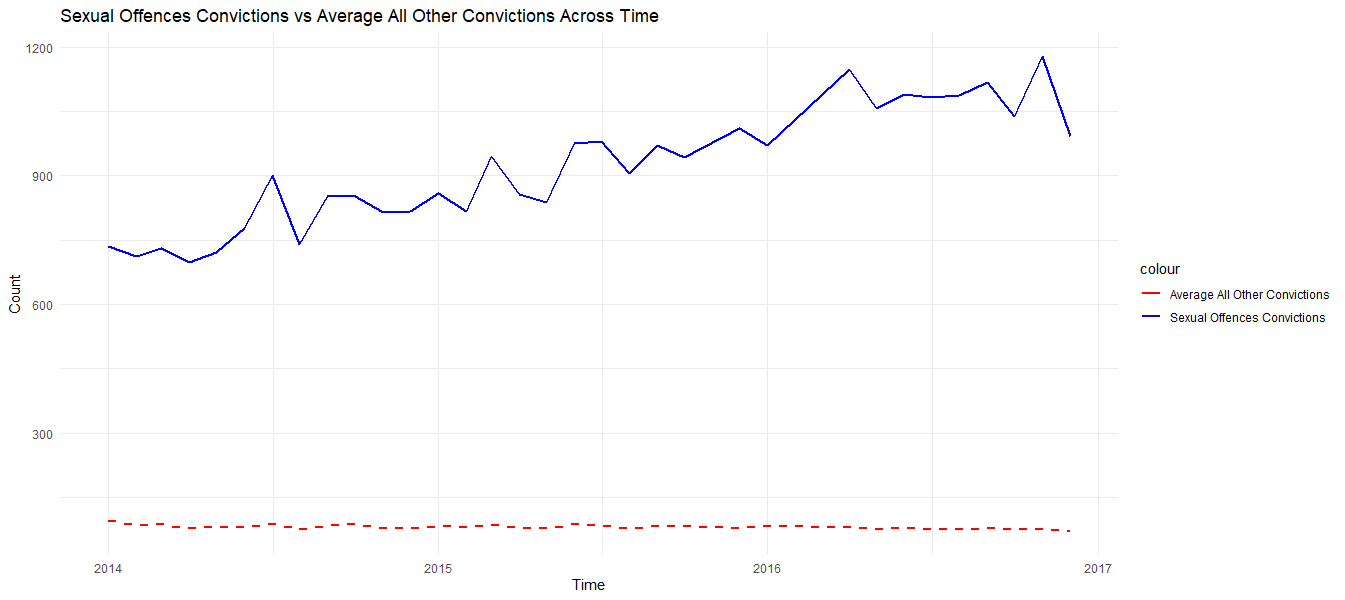 Sexual Offences Convictions vs Average All Other Convictions Across Time
1200
900
600
300
Count
2014 2015 2016 2017
Time
colour
Average All Other Convictions
Sexual Offences Convictions